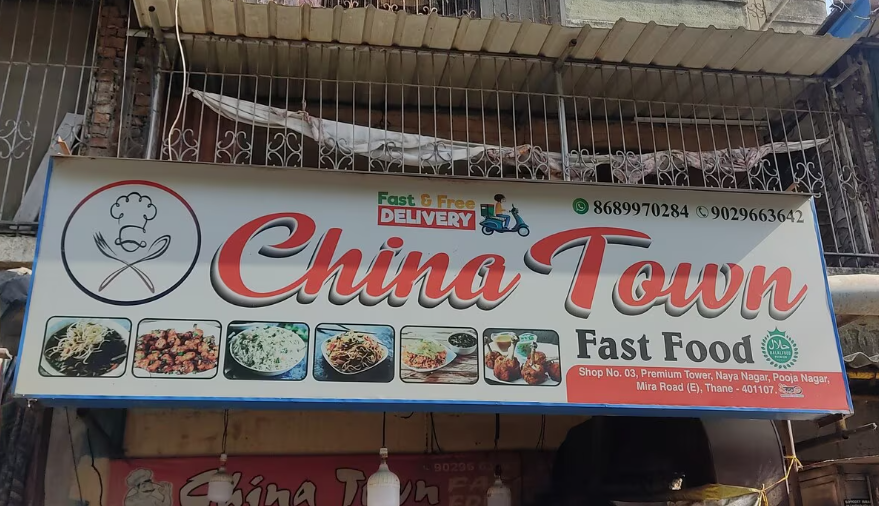 Fast & Free
DELIVERY
8689970284 9029663642
China Town
Fast Food
Shop No. 03, Premium Tower, Naya Nagar, Pooja Nagar,
Mira Road (E), Thane - 401107.
China Town